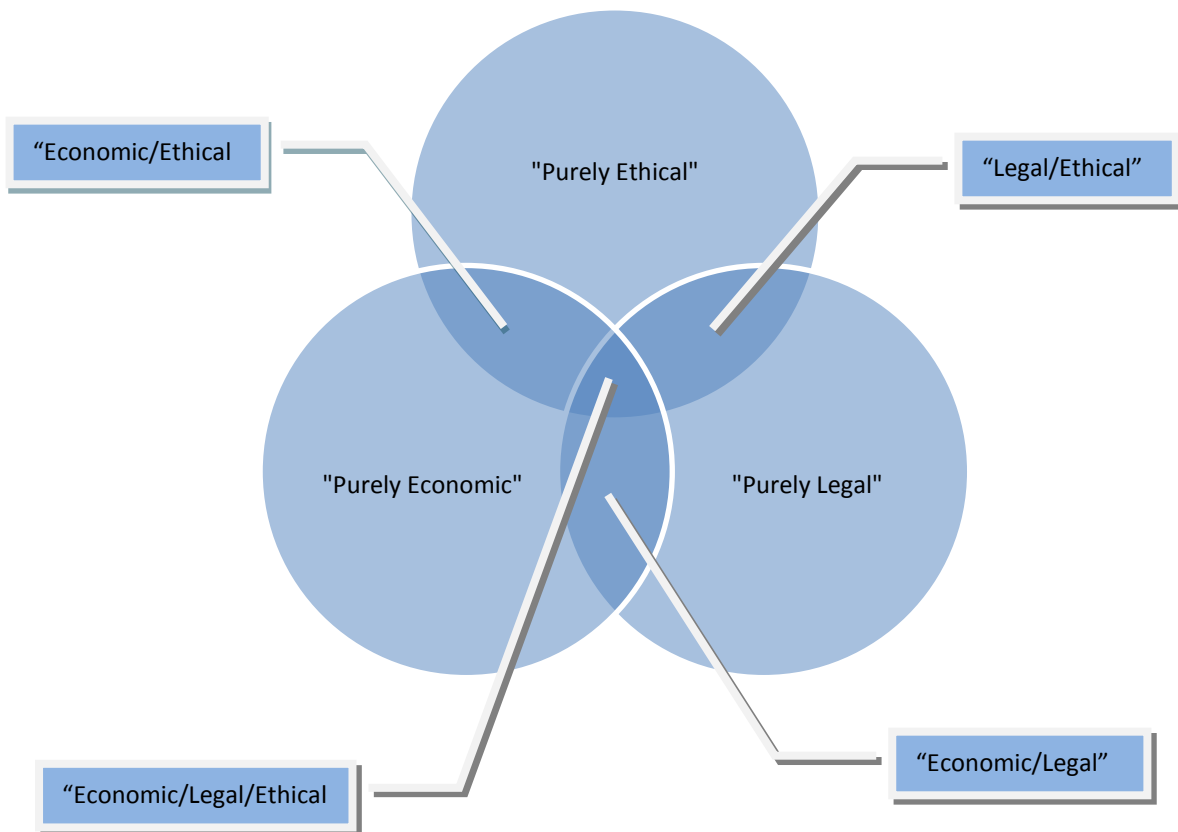 “Economic/Ethical
"Purely Ethical"
“Legal/Ethical”
"Purely Economic"
"Purely Legal"
“Economic/Legal/Ethical
“Economic/Legal”